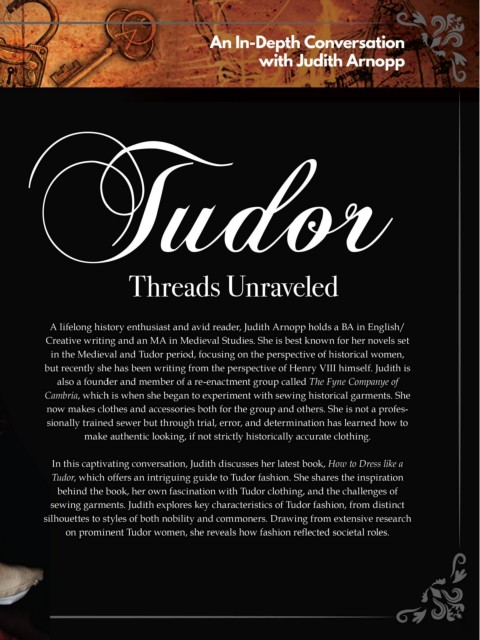 An In-Depth Conversation
with Judith Arnopp
Tudor
Threads Unraveled
A lifelong history enthusiast and avid reader, Judith Arnopp holds a BA in English/
Creative writing and an MA in Medieval Studies. She is best known for her novels set
in the Medieval and Tudor period, focusing on the perspective of historical women,
but recently she has been writing from the perspective of Henry VIII himself. Judith is
also a founder and member of a re-enactment group called The Fyne Companye of
Cambria, which is when she began to experiment with sewing historical garments. She
now makes clothes and accessories both for the group and others. She is not a profes-
sionally trained sewer but through trial, error, and determination has learned how to
make authentic looking, if not strictly historically accurate clothing.
In this captivating conversation, Judith discusses her latest book, How to Dress like a
Tudor, which offers an intriguing guide to Tudor fashion. She shares the inspiration
behind the book, her own fascination with Tudor clothing, and the challenges of
sewing garments. Judith explores key characteristics of Tudor fashion, from distinct
silhouettes to styles of both nobility and commoners. Drawing from extensive research
on prominent Tudor women, she reveals how fashion reflected societal roles.